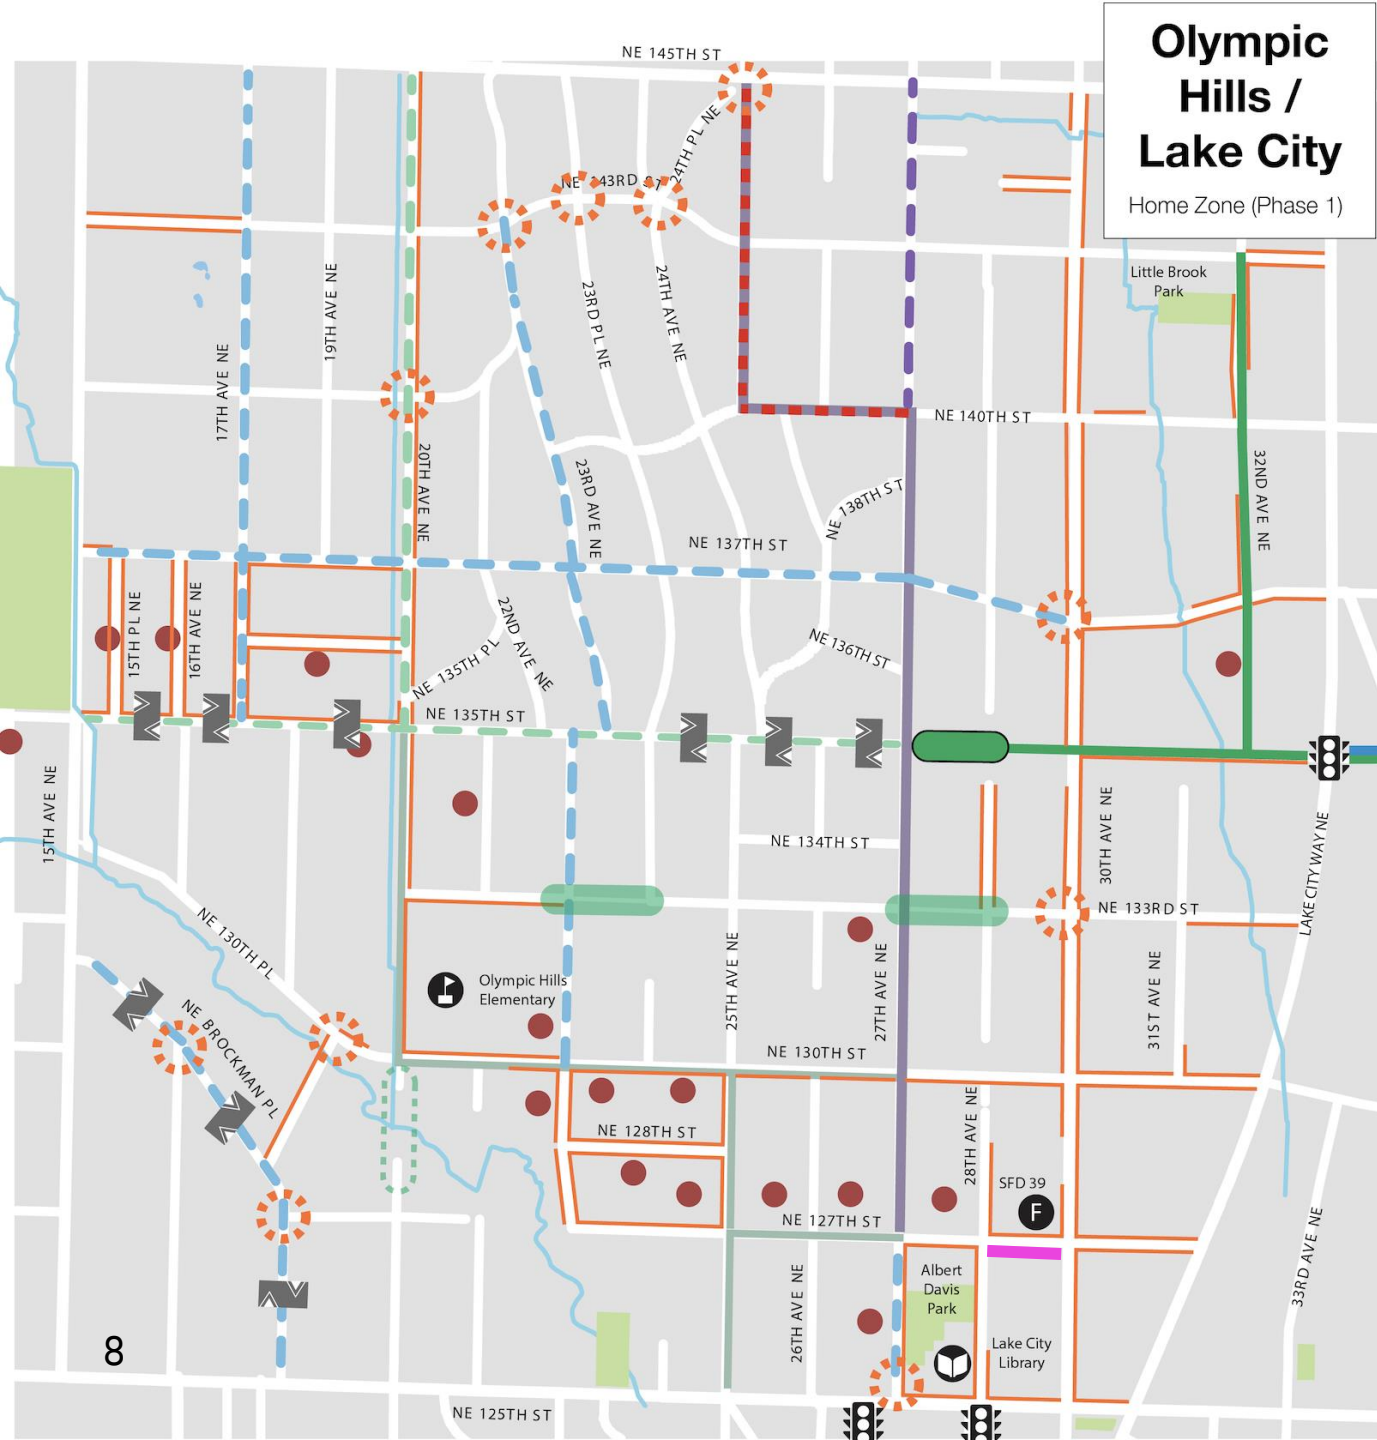 Olympic
Hills /
Lake City
Home Zone (Phase 1)
NE 145TH ST
24TH PL NE
NE 143RD ST
Little Brook
Park
19TH AVE NE
23RD PL NE
24TH AVE NE
17TH AVE NE
NE 140TH ST
20TH AVE NE
23RD AVE NE
NE 138TH ST
32ND AVE NE
NE 137TH ST
15TH PL NE
16TH AVE NE
22ND AVE NE
NE 135TH PL
NE 136TH ST
NE 135TH ST
15TH AVE NE
NE 134TH ST
30TH AVE NE
LAKE CITY WAY NE
NE 133RD ST
NE 130TH PL
Olympic Hills
Elementary
25TH AVE NE
27TH AVE NE
31ST AVE NE
NE BROCKMAN PL
NE 130TH ST
28TH AVE NE
NE 128TH ST
SFD 39
F
NE 127TH ST
33RD AVE NE
Albert
Davis
Park
26TH AVE NE
Lake City
Library
8
NE 125TH ST